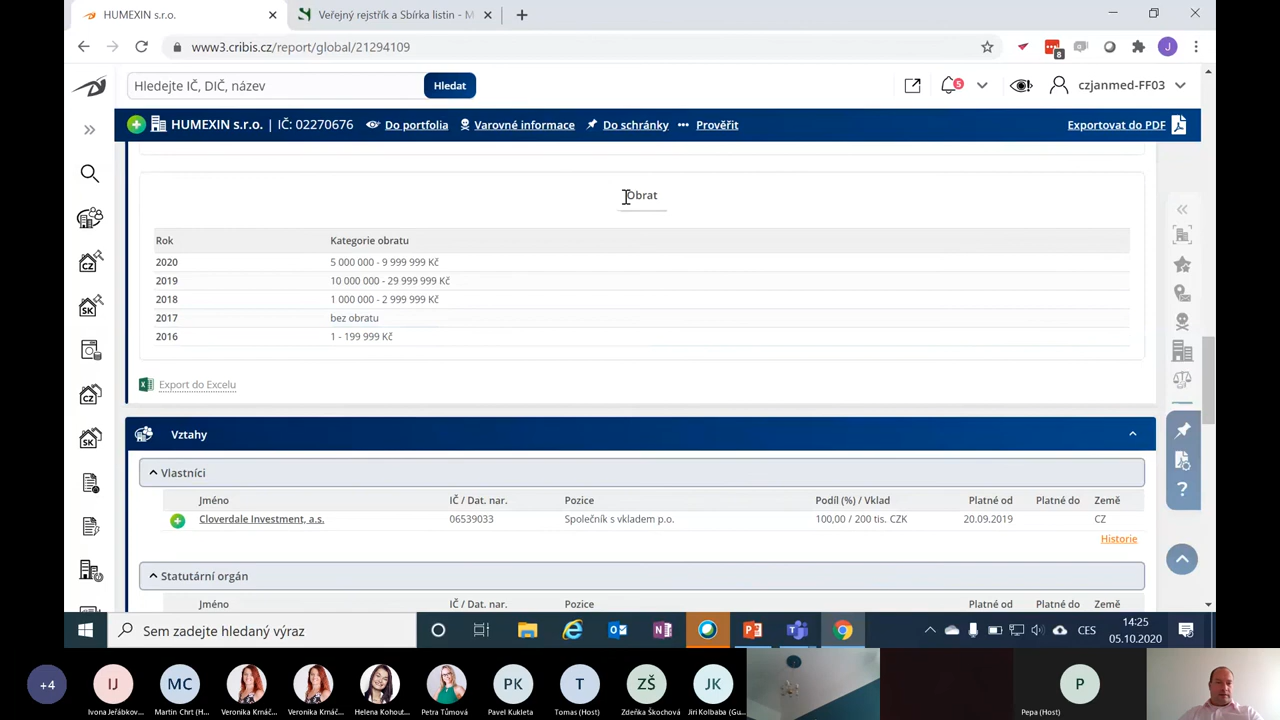 HUMEXIN s.r.o.
Veřejný rejstřík a Sbírka listin - M
www3.cribis.cz/report/global/21294109
8
J
Hledejte IČ, DIČ, název
Hledat
5
czjanmed-FF03
HUMEXIN s.r.o. | IČ: 02270676
Do portfolia
Varovné informace
Do schránky
Prověřit
Exportovat do PDF
Obrat
Rok Kategorie obratu
2020 5 000 000 - 9 999 999 Kč
2019 10 000 000 - 29 999 999 Kč
2018 1 000 000 - 2 999 999 Kč
2017 bez obratu
2016 1 - 199 999 Kč
Export do Excelu
Vztahy
Vlastníci
Jméno IČ / Dat. nar. Pozice Podíl (%) / Vklad Platné od Platné do Země
Cloverdale Investment, a.s. 06539033 Společník s vkladem p.o. 100,00 / 200 tis. CZK 20.09.2019 CZ
Historie
Statutární orgán
Jméno IČ / Dat. nar. Pozice Platné od Platné do Země
CZ
SK
CZ
SK
?
Sem zadejte hledaný výraz
CES
14:25
05.10.2020
+4
IJ
MC
PK
T
ZŠ
JK
P
Ivona Jeřábkov...
Martin Chrt (H...
Veronika Krnáč...
Veronika Krnáč...
Helena Kohout...
Petra Tůmová
Pavel Kukleta
Tomas (Host)
Zdeňka Škochová
Jiri Kolbaba (Gu...
Pepa (Host)